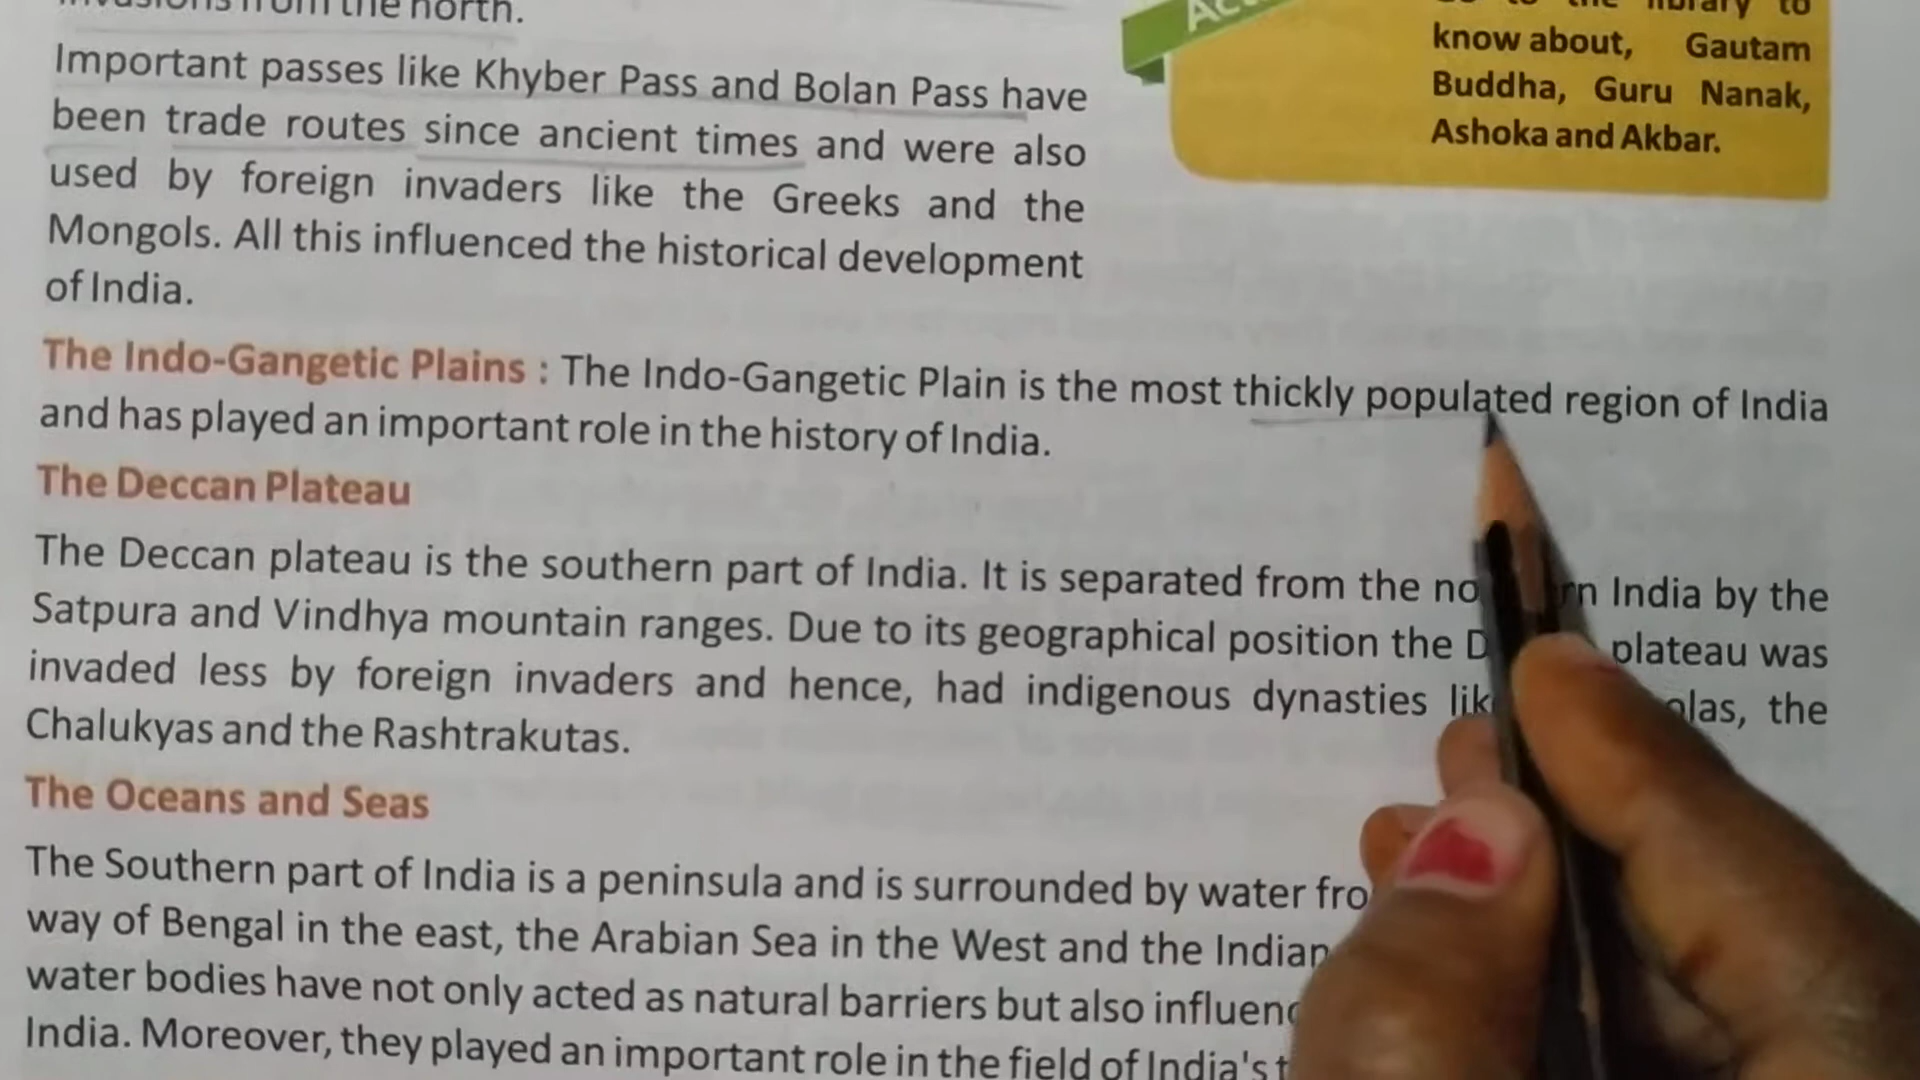 from the north.
Important passes like Khyber Pass and Bolan Pass have
been trade routes since ancient times and were also
used by foreign invaders like the Greeks and the
Mongols. All this influenced the historical development
of India.
library to
know about, Gautam
Buddha, Guru Nanak,
Ashoka and Akbar.
The Indo-Gangetic Plains : The Indo-Gangetic Plain is the most thickly populated region of India
and has played an important role in the history of India.
The Deccan Plateau
The Deccan plateau is the southern part of India. It is separated from the India by the
Satpura and Vindhya mountain ranges. Due to its geographical position the plateau was
invaded less by foreign invaders and hence, had indigenous dynasties the
Chalukyas and the Rashtrakutas.
The Oceans and Seas
The Southern part of India is a peninsula and is surrounded by water
way of Bengal in the east, the Arabian Sea in the West and the Indian
water bodies have not only acted as natural barriers but also
India. Moreover, they played an important role in the field of India's